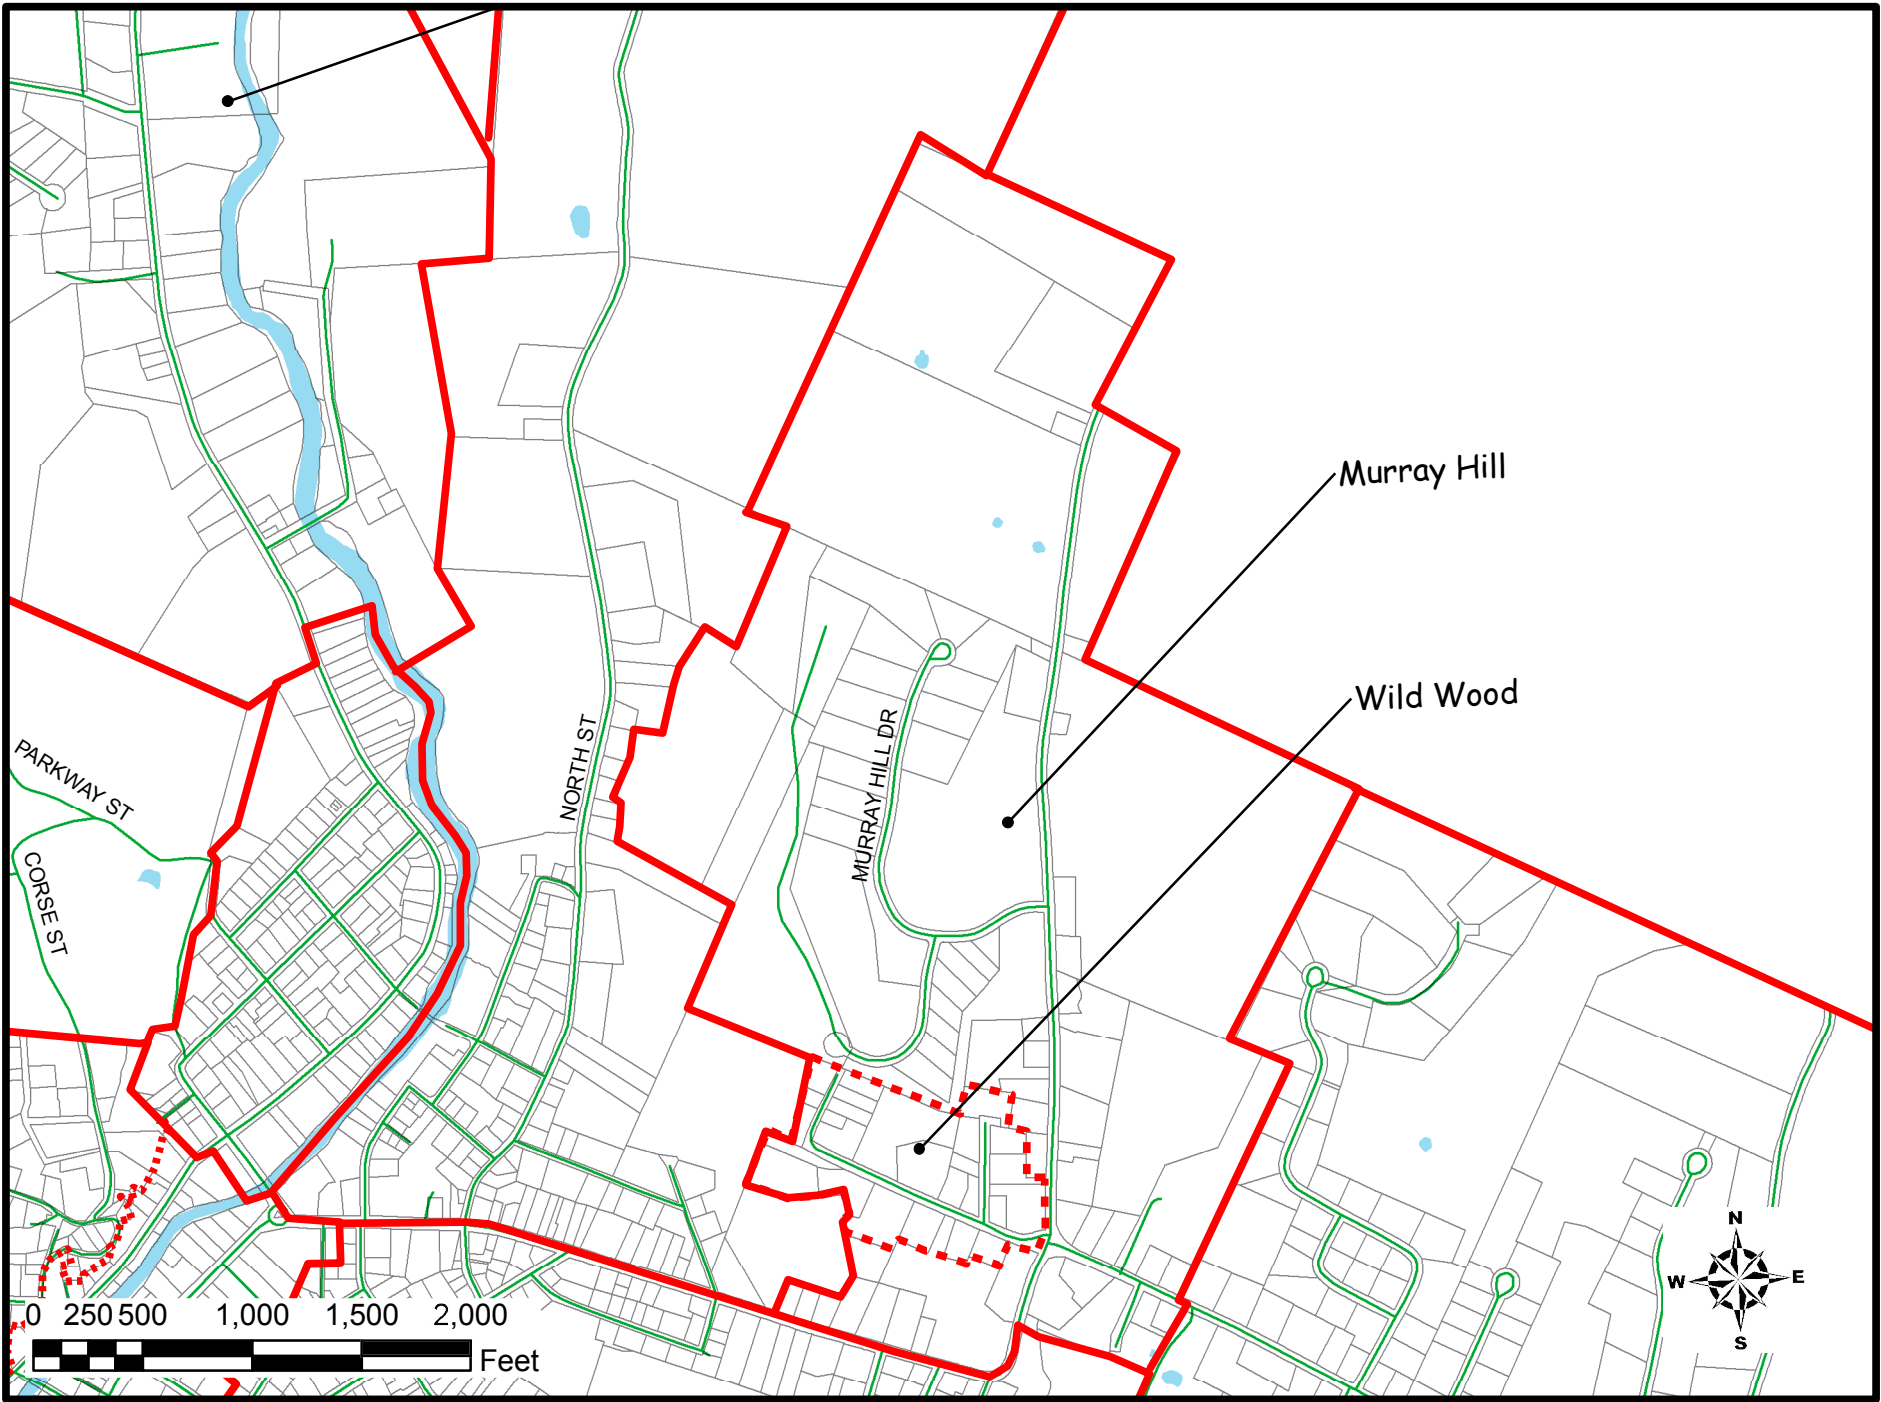 Murray Hill
Wild Wood
MURRAY HILL DR
NORTH ST
PARKWAY ST
CORSE ST
N
W E
S
0 250 500 1,000 1,500 2,000
Feet